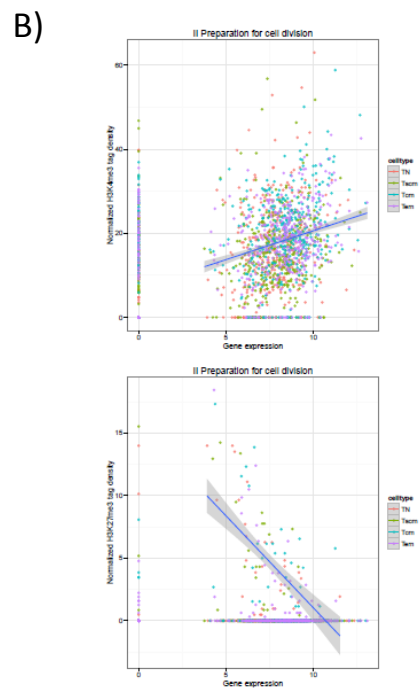 B)
II Preparation for cell division
60
40
20
0
Normalized H3K4me3 tag density
0
5
10
Gene expression
celltype
TN
Tscm
Tcm
Tem
II Preparation for cell division
15
10
5
0
Normalized H3K27me3 tag density
0
5
10
Gene expression
celltype
TN
Tscm
Tcm
Tem